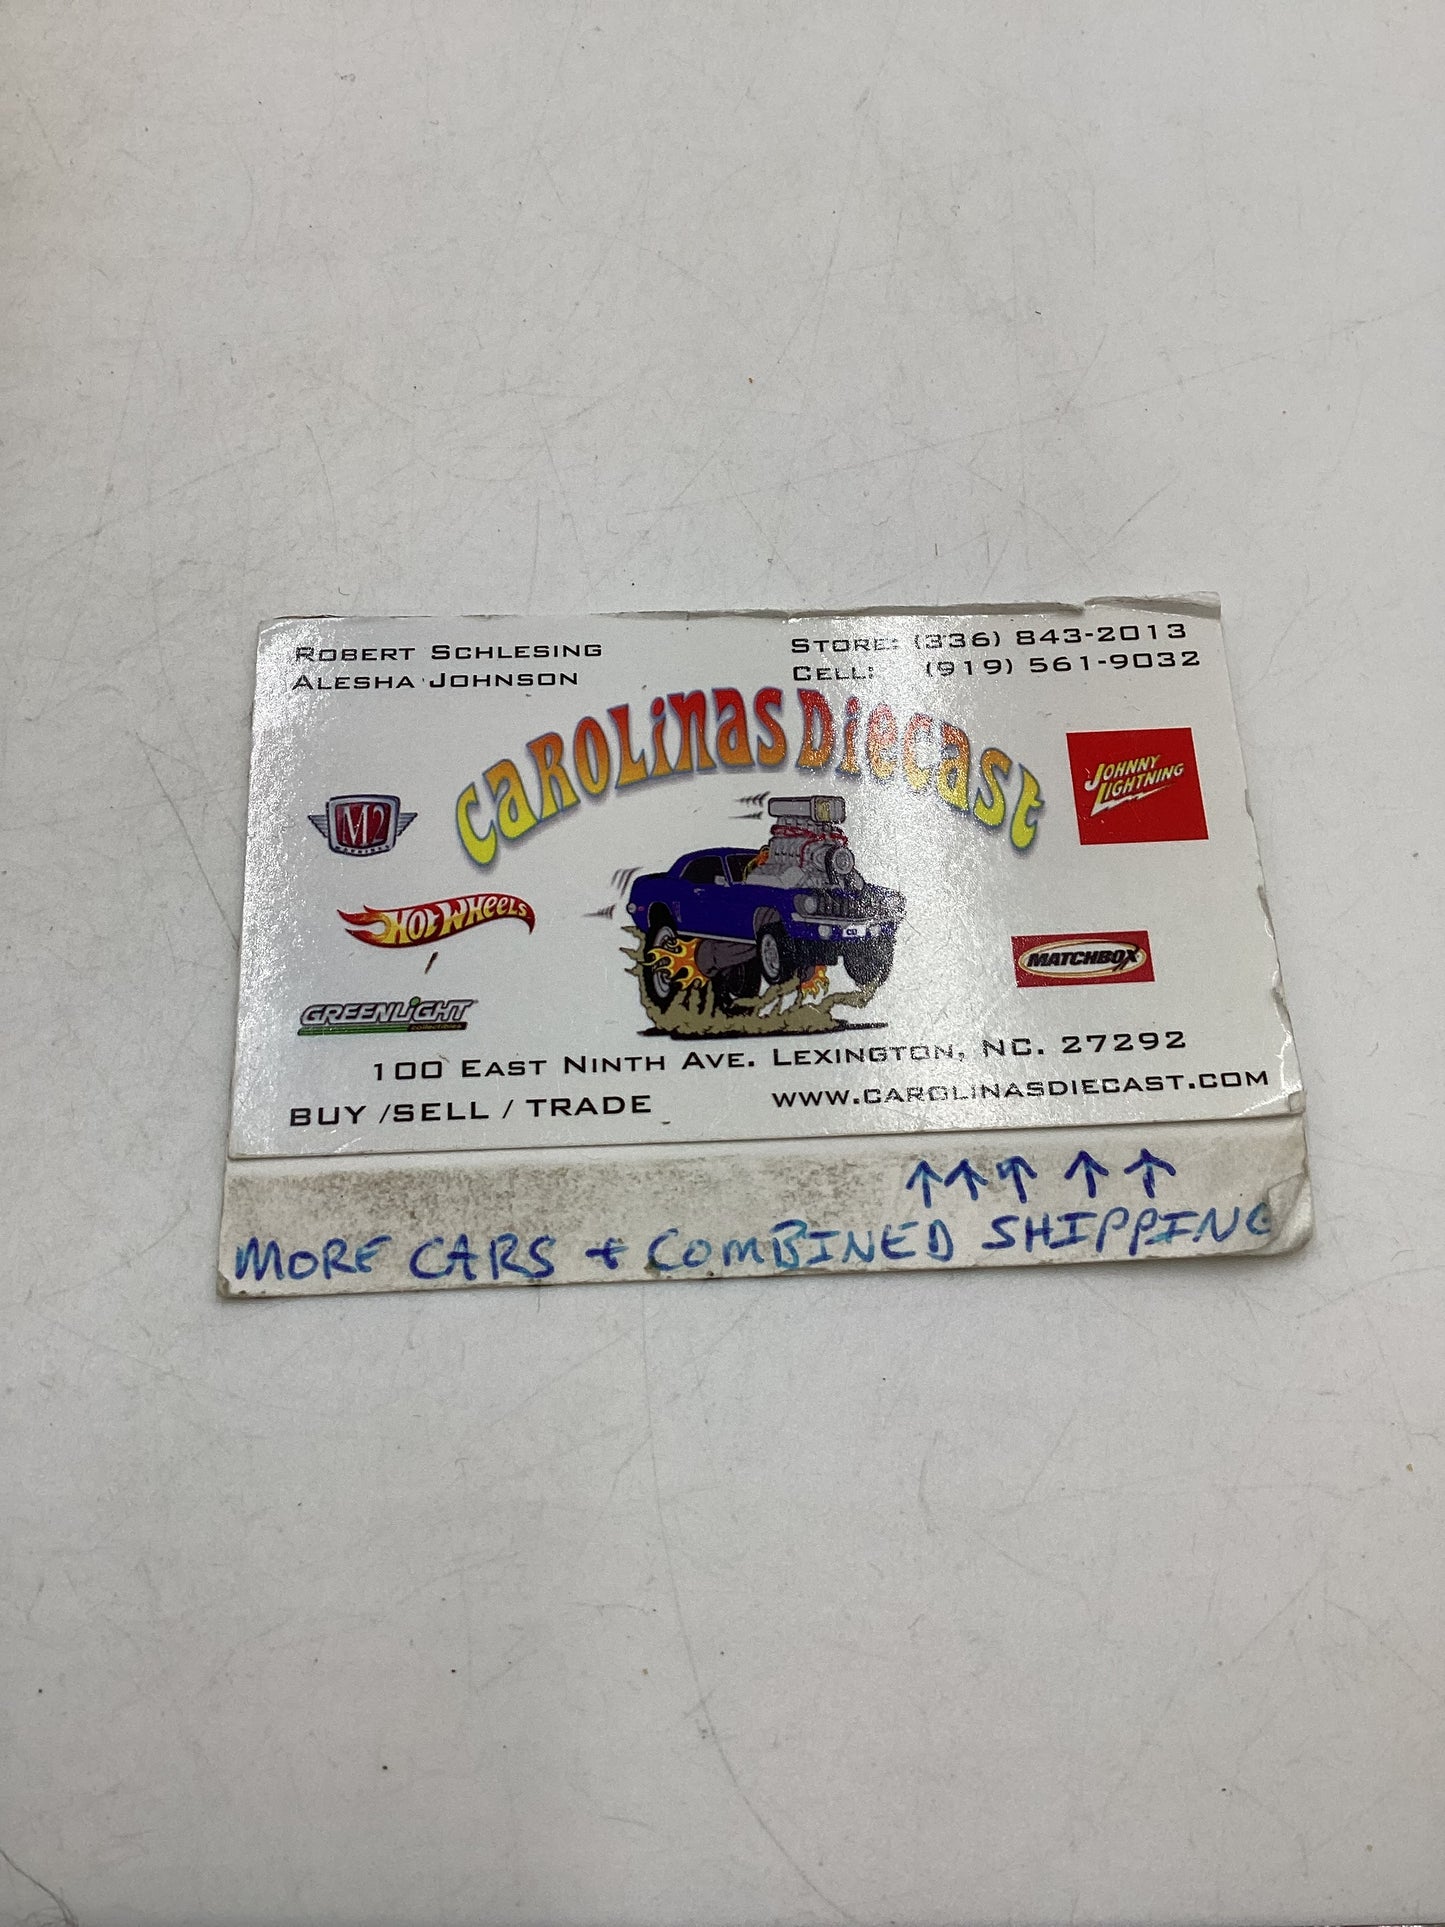 ROBERT SCHLESING
ALESHA JOHNSON
STORE: (336) 843-2013
CELL: (919) 561-9032
CAROLINAS DIECAST
M2
MACHINES
JOHNNY
LIGHTNING
HOT WHEELS
MATCHBOX
GREENLIGHT
collectibles
100 EAST NINTH AVE. LEXINGTON, NC. 27292
BUY /SELL / TRADE
WWW.CAROLINASDIECAST.COM
↑ ↑ ↑ ↑ ↑
MORE CARS + COMBINED SHIPPING